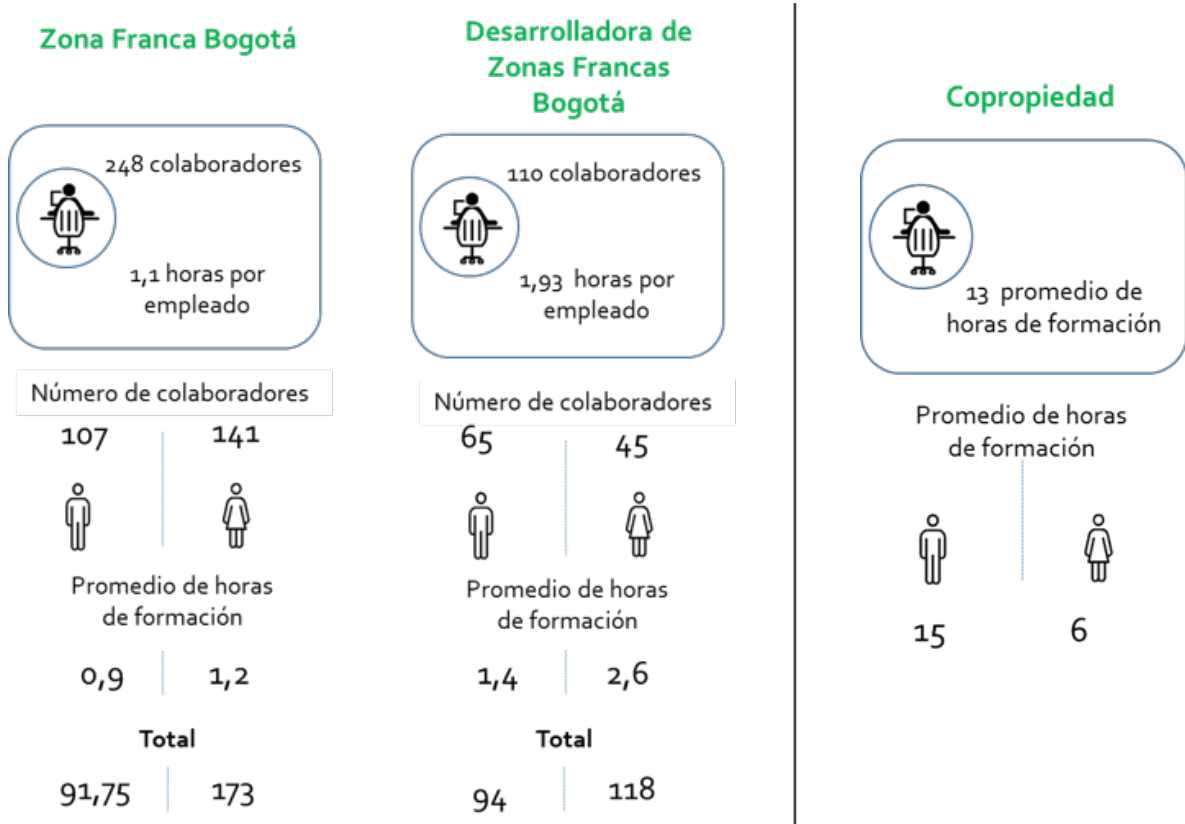 Zona Franca Bogotá
248 colaboradores
1,1 horas por
empleado
Número de colaboradores
107 141
Promedio de horas
de formación
0,9 1,2
Total
91,75 173
Desarrolladora de
Zonas Francas
Bogotá
110 colaboradores
1,93 horas por
empleado
Número de colaboradores
65 45
Promedio de horas
de formación
1,4 2,6
Total
94 118
Copropiedad
13 promedio de
horas de formación
Promedio de horas
de formación
15 6